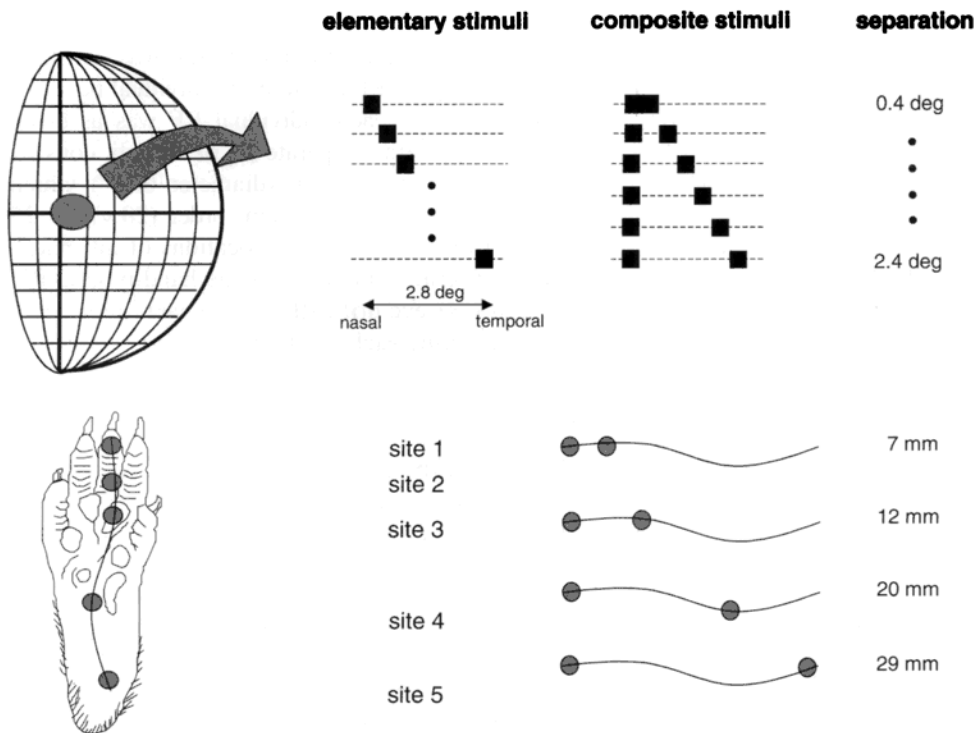 elementary stimuli composite stimuli separation
0.4 deg
2.4 deg
2.8 deg
nasal temporal
site 1 7 mm
site 2
site 3 12 mm
site 4 20 mm
site 5 29 mm